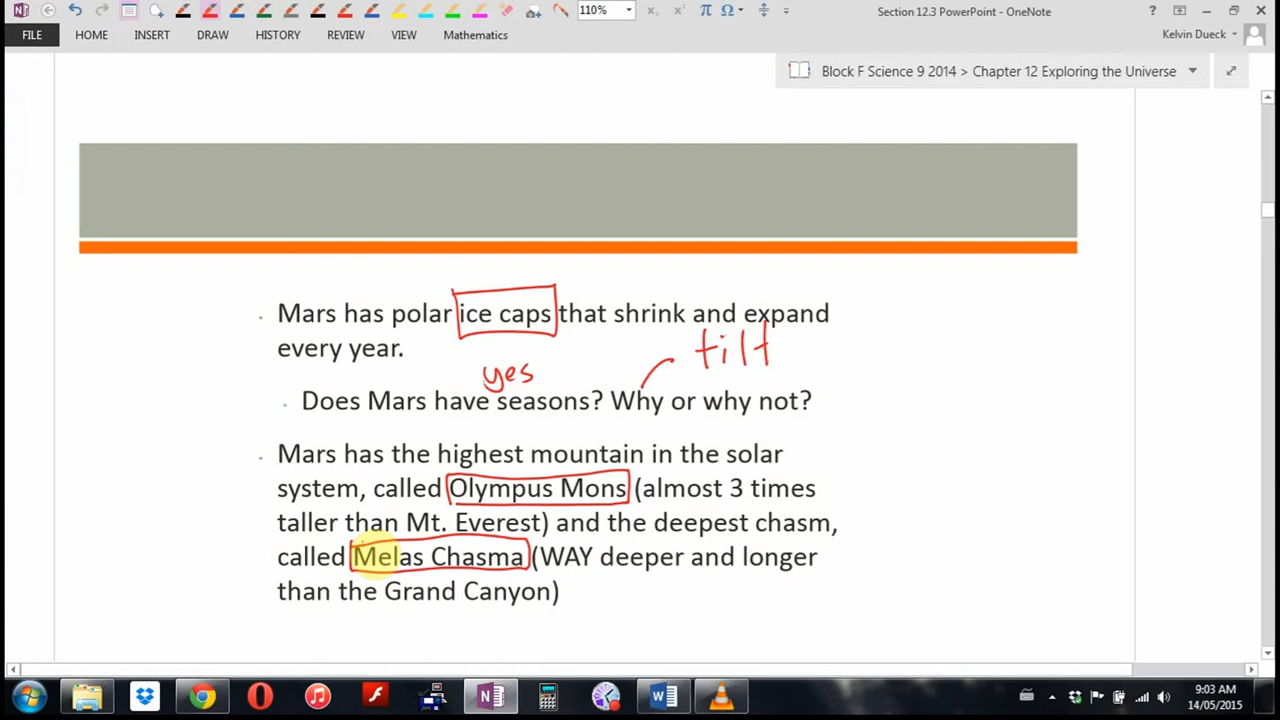 110%
Section 12.3 PowerPoint - OneNote
FILE HOME INSERT DRAW HISTORY REVIEW VIEW Mathematics
Kelvin Dueck
Block F Science 9 2014 > Chapter 12 Exploring the Universe
Mars has polar ice caps that shrink and expand
every year.
tilt
yes
Does Mars have seasons? Why or why not?
Mars has the highest mountain in the solar
system, called Olympus Mons (almost 3 times
taller than Mt. Everest) and the deepest chasm,
called Melas Chasma (WAY deeper and longer
than the Grand Canyon)
9:03 AM
14/05/2015